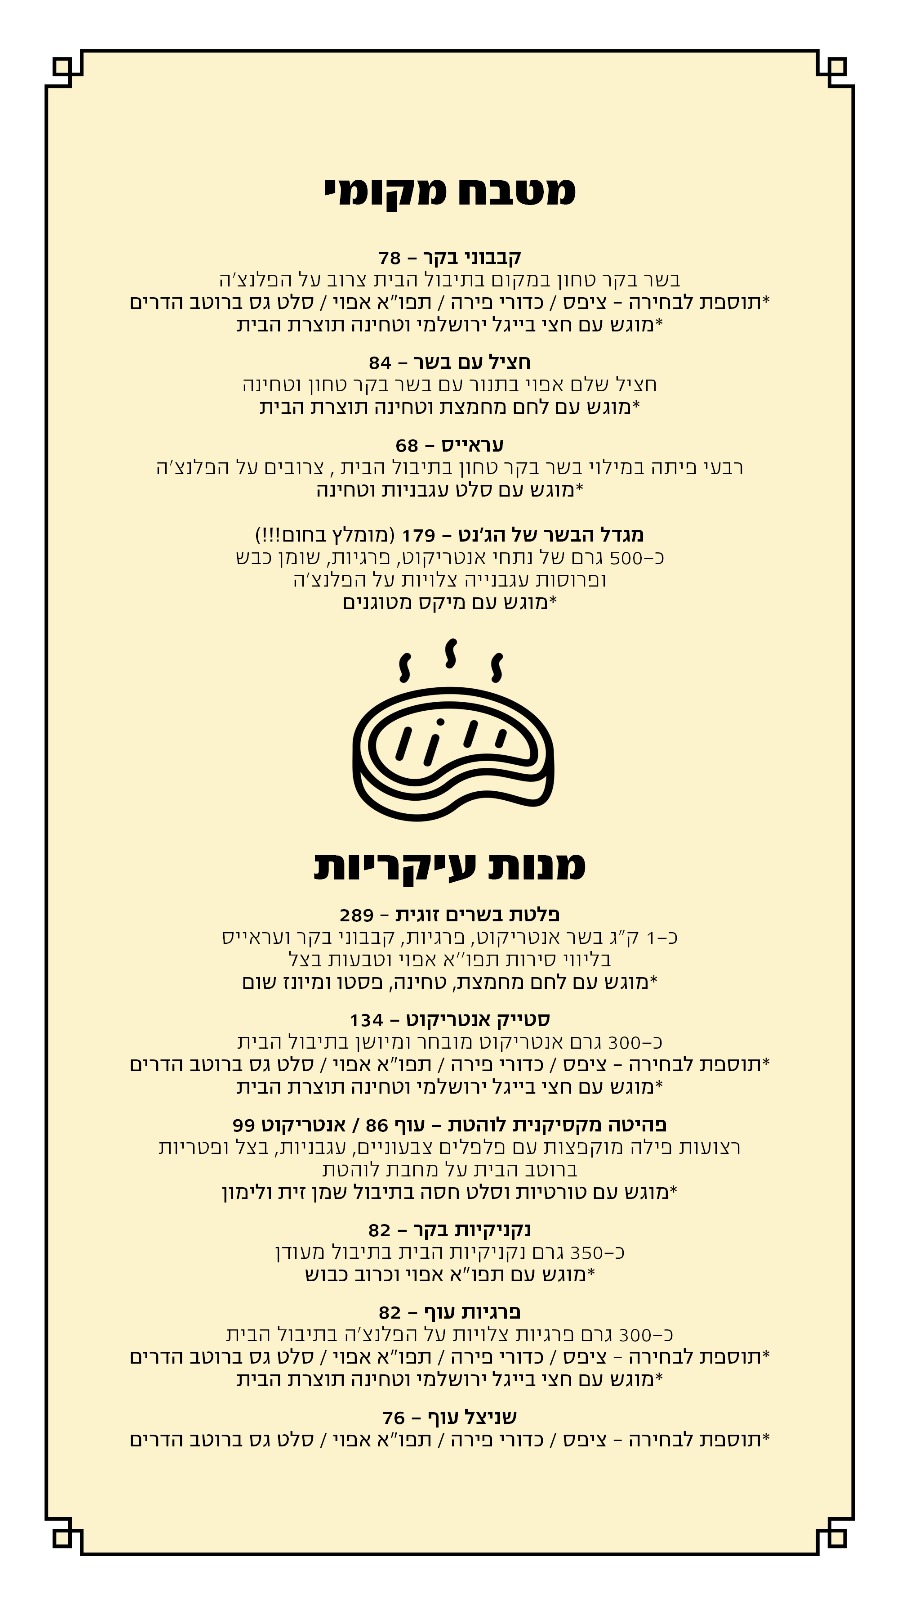 מטבח מקומי
קבבוני בקר – 78
בשר בקר טחון במקום בתיבול הבית צרוב על הפלנצ'ה
*תוספת לבחירה – ציפס / כדורי פירה / תפו"א אפוי / סלט גס ברוטב הדרים
*מוגש עם חצי בייגל ירושלמי וטחינה תוצרת הבית
חציל עם בשר – 84
חציל שלם אפוי בתנור עם בשר בקר טחון וטחינה
*מוגש עם לחם מחמצת וטחינה תוצרת הבית
עראייס – 68
רבעי פיתה במילוי בשר בקר טחון בתיבול הבית , צרובים על הפלנצ'ה
*מוגש עם סלט עגבניות וטחינה
מגדל הבשר של הג'נט – 179 (מומלץ בחום!!!)
כ–500 גרם של נתחי אנטריקוט, פרגיות, שומן כבש
ופרוסות עגבנייה צלויות על הפלנצ'ה
*מוגש עם מיקס מטוגנים
מנות עיקריות
פלטת בשרים זוגית – 289
כ–1 ק"ג בשר אנטריקוט, פרגיות, קבבוני בקר ועראייס
בליווי סירות תפו''א אפוי וטבעות בצל
*מוגש עם לחם מחמצת, טחינה, פסטו ומיונז שום
סטייק אנטריקוט – 134
כ–300 גרם אנטריקוט מובחר ומיושן בתיבול הבית
*תוספת לבחירה – ציפס / כדורי פירה / תפו"א אפוי / סלט גס ברוטב הדרים
*מוגש עם חצי בייגל ירושלמי וטחינה תוצרת הבית
פהיטה מקסיקנית לוהטת – עוף 86 / אנטריקוט 99
רצועות פילה מוקפצות עם פלפלים צבעוניים, עגבניות, בצל ופטריות
ברוטב הבית על מחבת לוהטת
*מוגש עם טורטיות וסלט חסה בתיבול שמן זית ולימון
נקניקיות בקר – 82
כ–350 גרם נקניקיות הבית בתיבול מעודן
*מוגש עם תפו"א אפוי וכרוב כבוש
פרגיות עוף – 82
כ–300 גרם פרגיות צלויות על הפלנצ'ה בתיבול הבית
*תוספת לבחירה – ציפס / כדורי פירה / תפו"א אפוי / סלט גס ברוטב הדרים
*מוגש עם חצי בייגל ירושלמי וטחינה תוצרת הבית
שניצל עוף – 76
*תוספת לבחירה – ציפס / כדורי פירה / תפו"א אפוי / סלט גס ברוטב הדרים